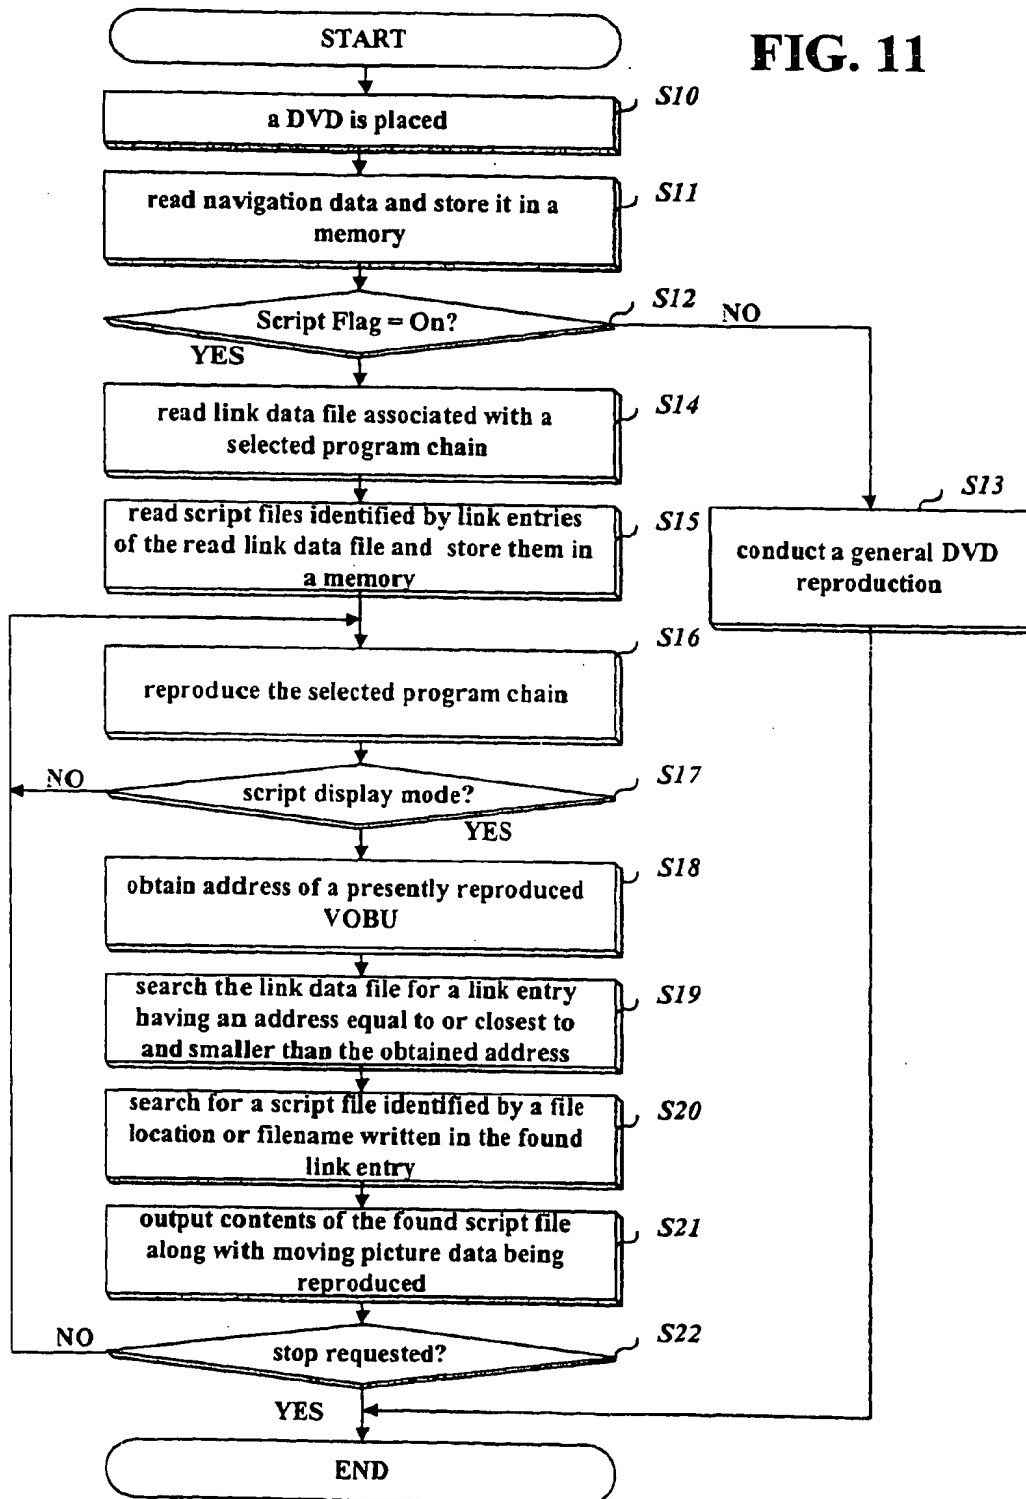 START
FIG. 11
S10
a DVD is placed
S11
read navigation data and store it in a
memory
S12
Script Flag = On?
NO
YES
S14
read link data file associated with a
selected program chain
S13
conduct a general DVD
reproduction
S15
read script files identified by link entries
of the read link data file and store them in
a memory
S16
reproduce the selected program chain
S17
NO
script display mode?
YES
S18
obtain address of a presently reproduced
VOBU
S19
search the link data file for a link entry
having an address equal to or closest to
and smaller than the obtained address
S20
search for a script file identified by a file
location or filename written in the found
link entry
S21
output contents of the found script file
along with moving picture data being
reproduced
S22
NO
stop requested?
YES
END